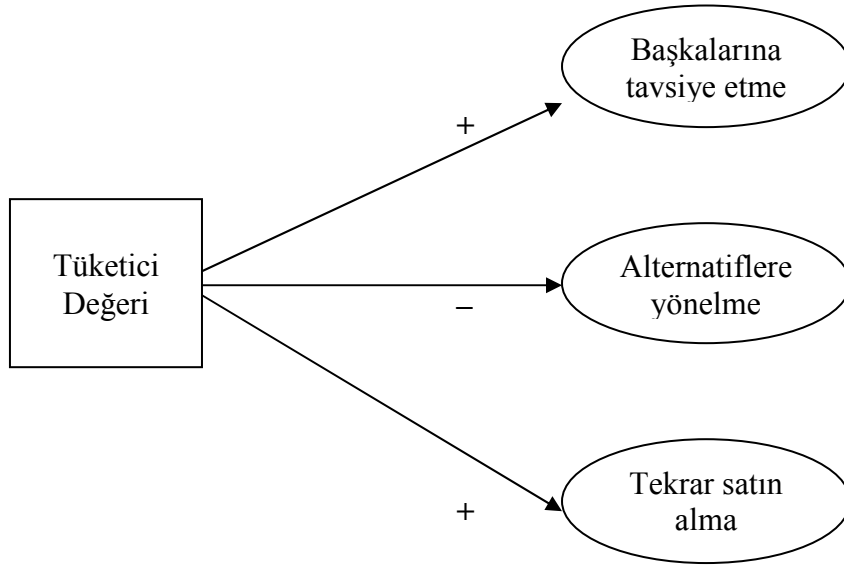 Başkalarına
tavsiye etme
+
Tüketici
Değeri
Alternatiflere
yönelme
–
Tekrar satın
alma
+